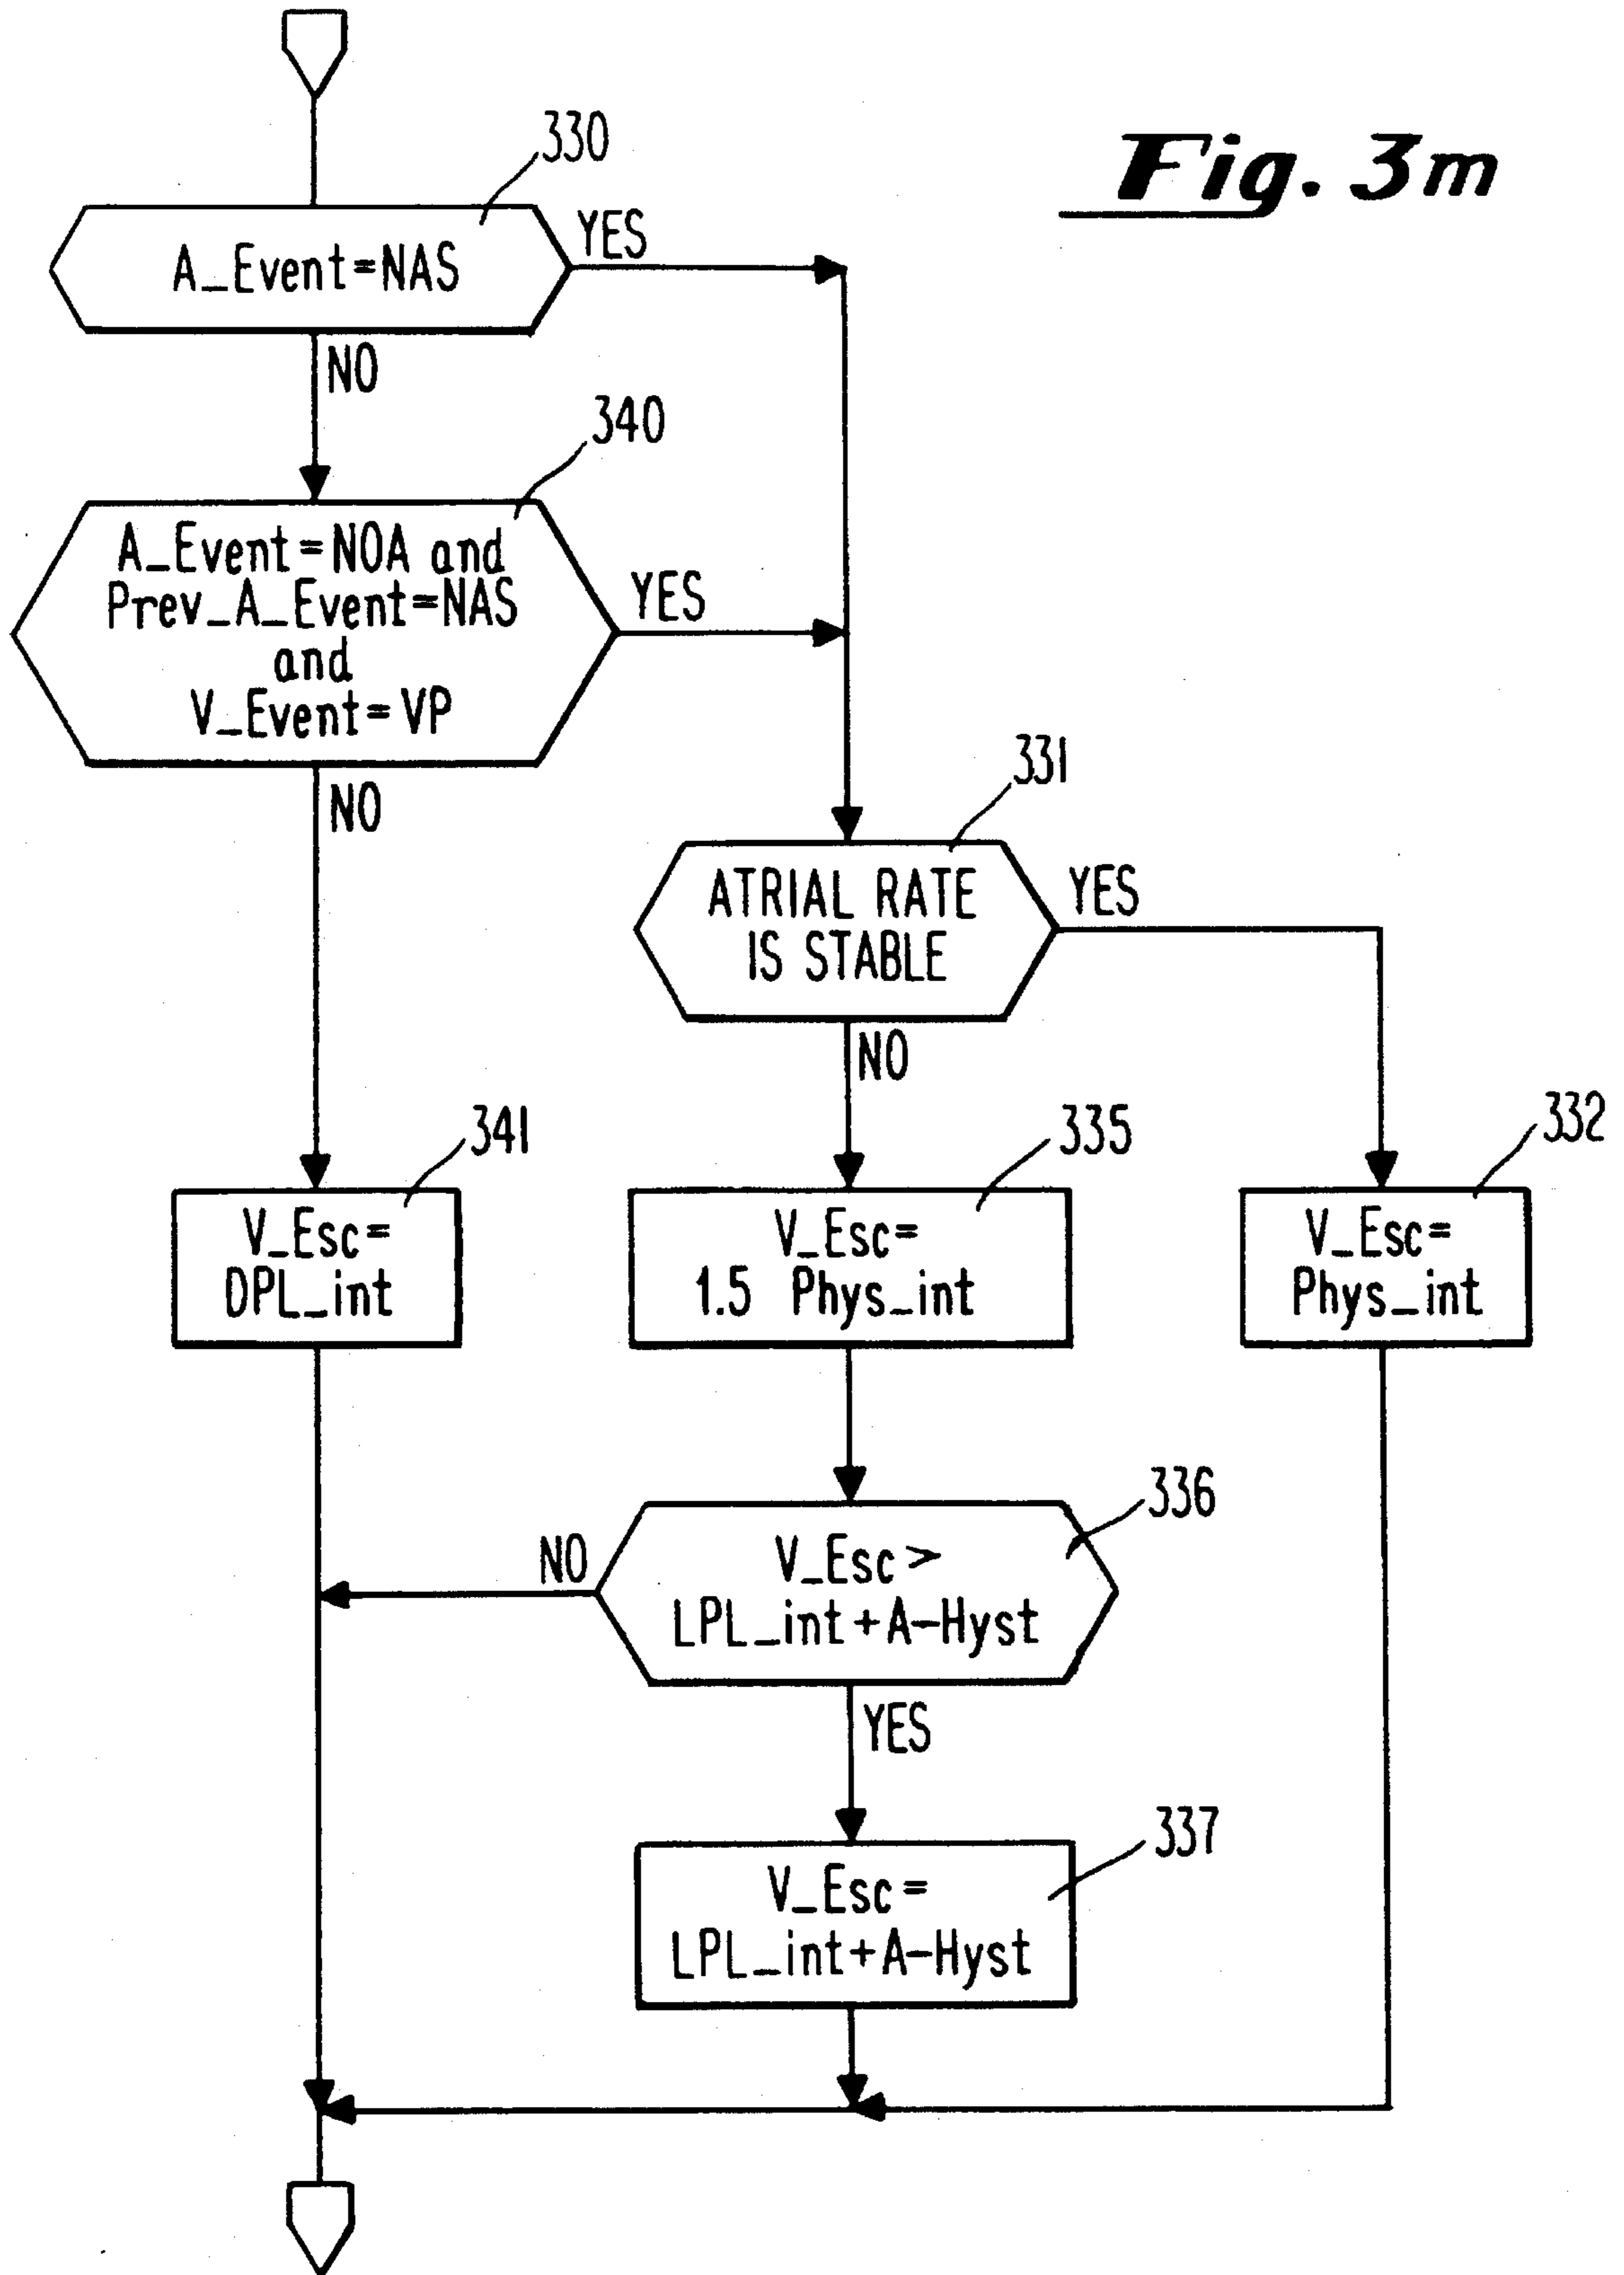 Fig. 3m
330
A_Event=NAS
YES
NO
340
A_Event=NOA and
Prev_A_Event=NAS
and
V_Event=VP
YES
NO
331
ATRIAL RATE
IS STABLE
YES
NO
341
V_Esc=
DPL_int
335
V_Esc=
1.5 Phys_int
332
V_Esc=
Phys_int
336
V_Esc>
LPL_int+A-Hyst
NO
YES
337
V_Esc=
LPL_int+A-Hyst